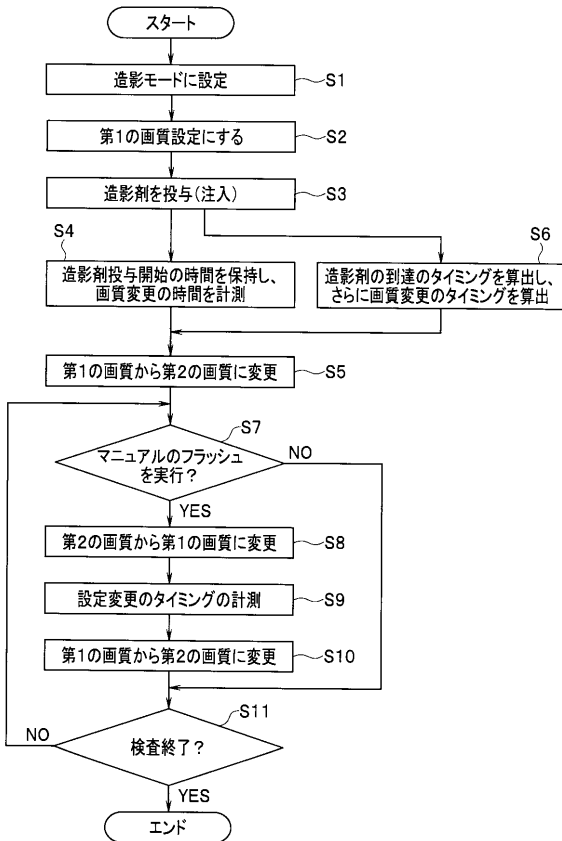 スタート
造影モードに設定
S1
第1の画質設定にする
S2
造影剤を投与(注入)
S3
S4
造影剤投与開始の時間を保持し、
画質変更の時間を計測
S6
造影剤の到達のタイミングを算出し、
さらに画質変更のタイミングを算出
第1の画質から第2の画質に変更
S5
S7
マニュアルのフラッシュ
を実行?
NO
YES
第2の画質から第1の画質に変更
S8
設定変更のタイミングの計測
S9
第1の画質から第2の画質に変更
S10
S11
NO
検査終了?
YES
エンド